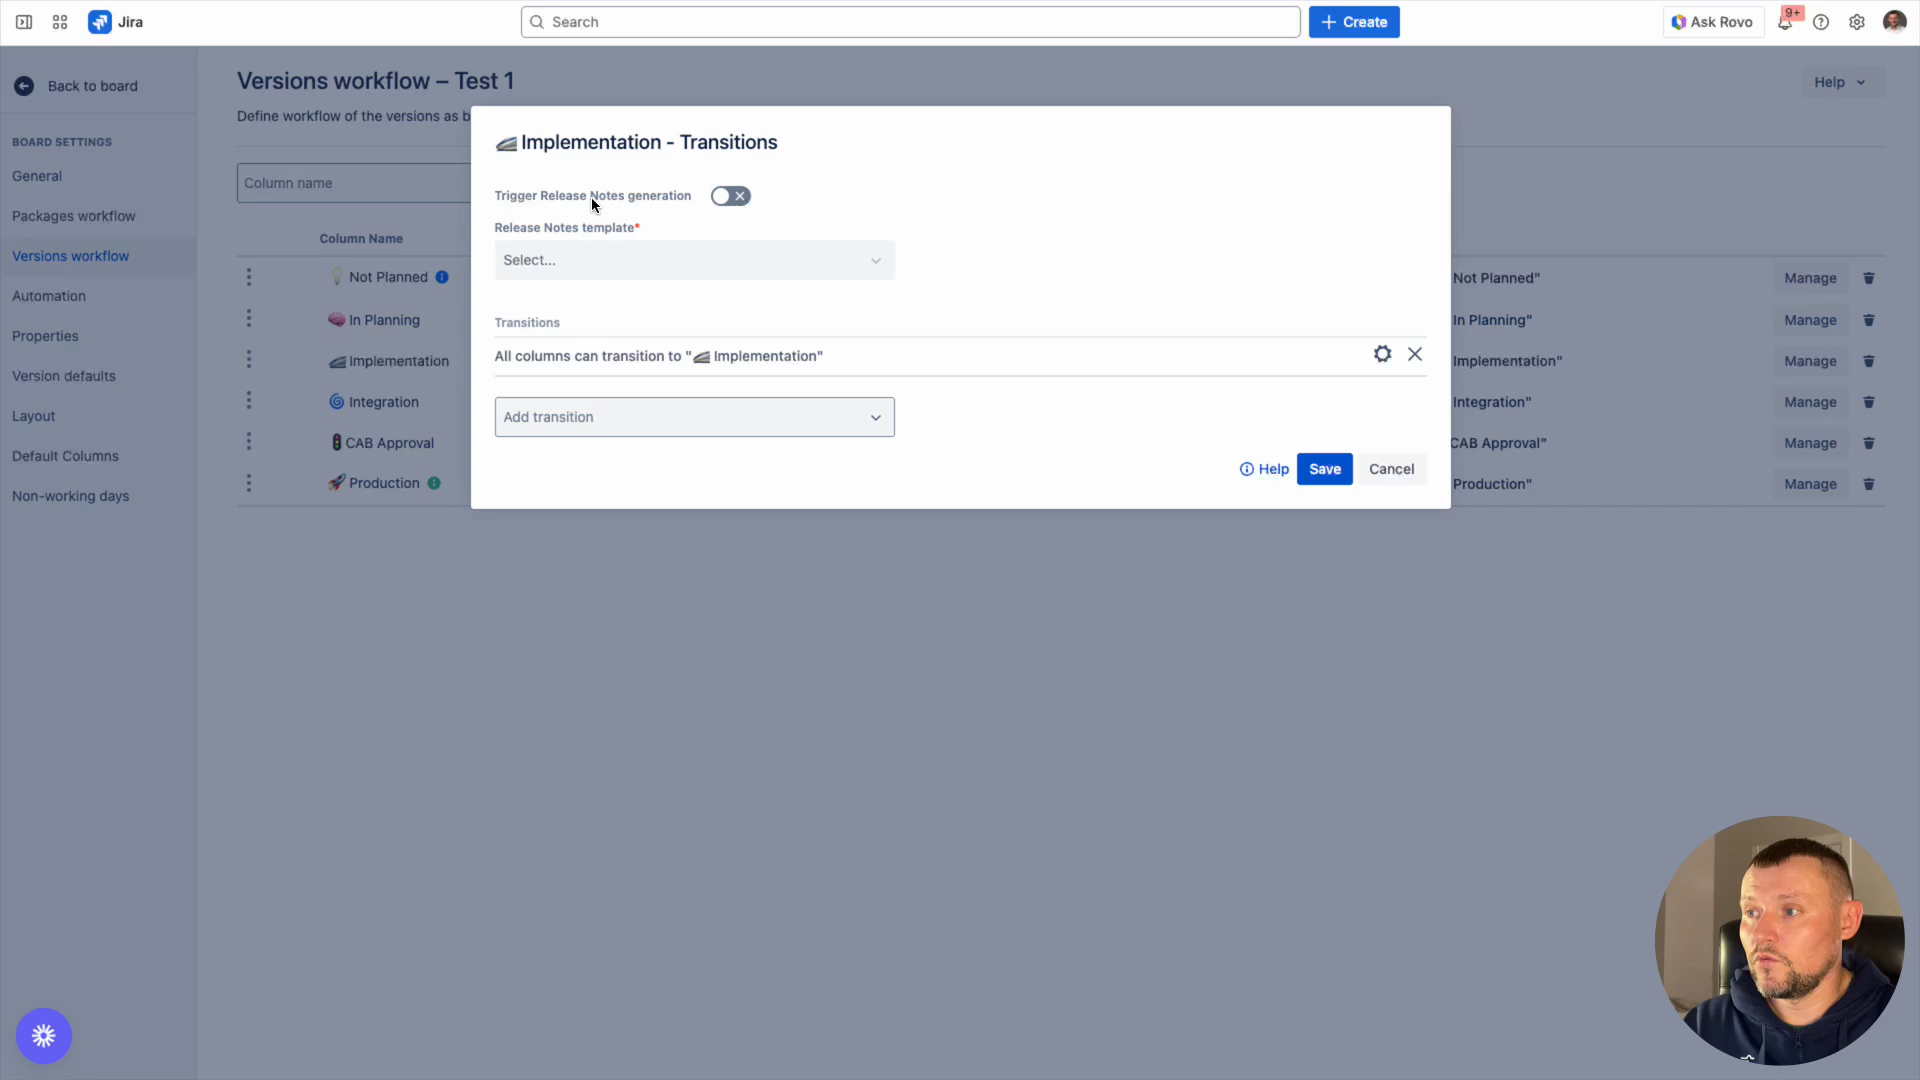 Jira
Search
Create
Ask Rovo
9+
Back to board
Versions workflow – Test 1
Help
Define workflow of the versions as b
BOARD SETTINGS
General
Packages workflow
Versions workflow
Automation
Properties
Version defaults
Layout
Default Columns
Non-working days
Column name
Column Name
Not Planned
In Planning
Implementation
Integration
CAB Approval
Production
Implementation - Transitions
Trigger Release Notes generation
Release Notes template*
Select...
Transitions
All columns can transition to " Implementation"
Add transition
Help
Save
Cancel
Not Planned" Manage
In Planning" Manage
Implementation" Manage
Integration" Manage
CAB Approval" Manage
Production" Manage